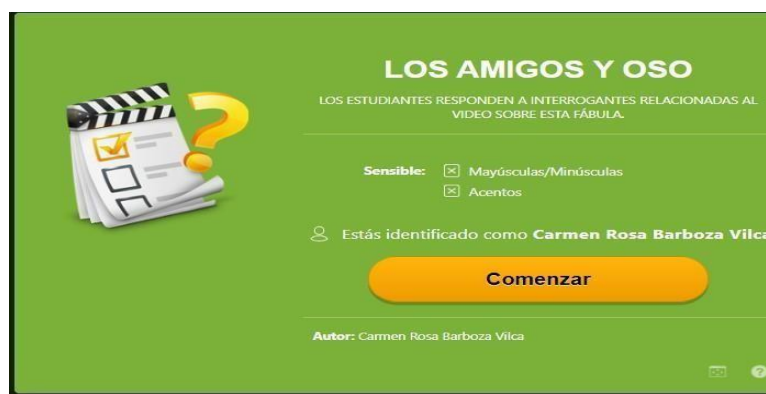 LOS AMIGOS Y OSO
LOS ESTUDIANTES RESPONDEN A INTERROGANTES RELACIONADAS AL
VIDEO SOBRE ESTA FÁBULA.
Sensible: Mayúsculas/Minúsculas
Acentos
Estás identificado como Carmen Rosa Barboza Vilca
Comenzar
Autor: Carmen Rosa Barboza Vilca